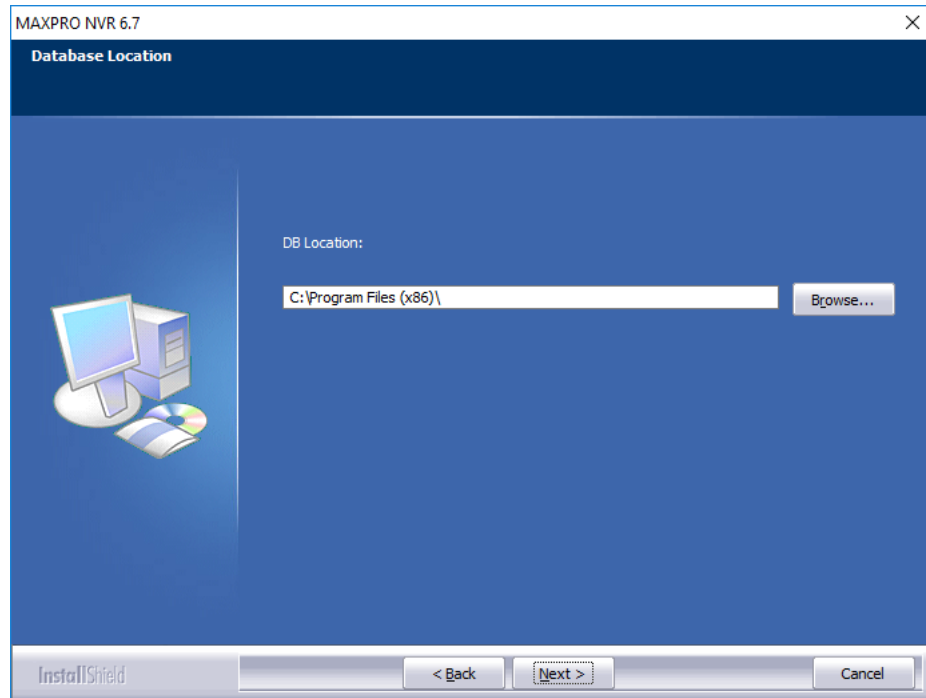 MAXPRO NVR 6.7
Database Location
DB Location:
C:\Program Files (x86)\
Browse...
InstallShield
< Back
Next >
Cancel